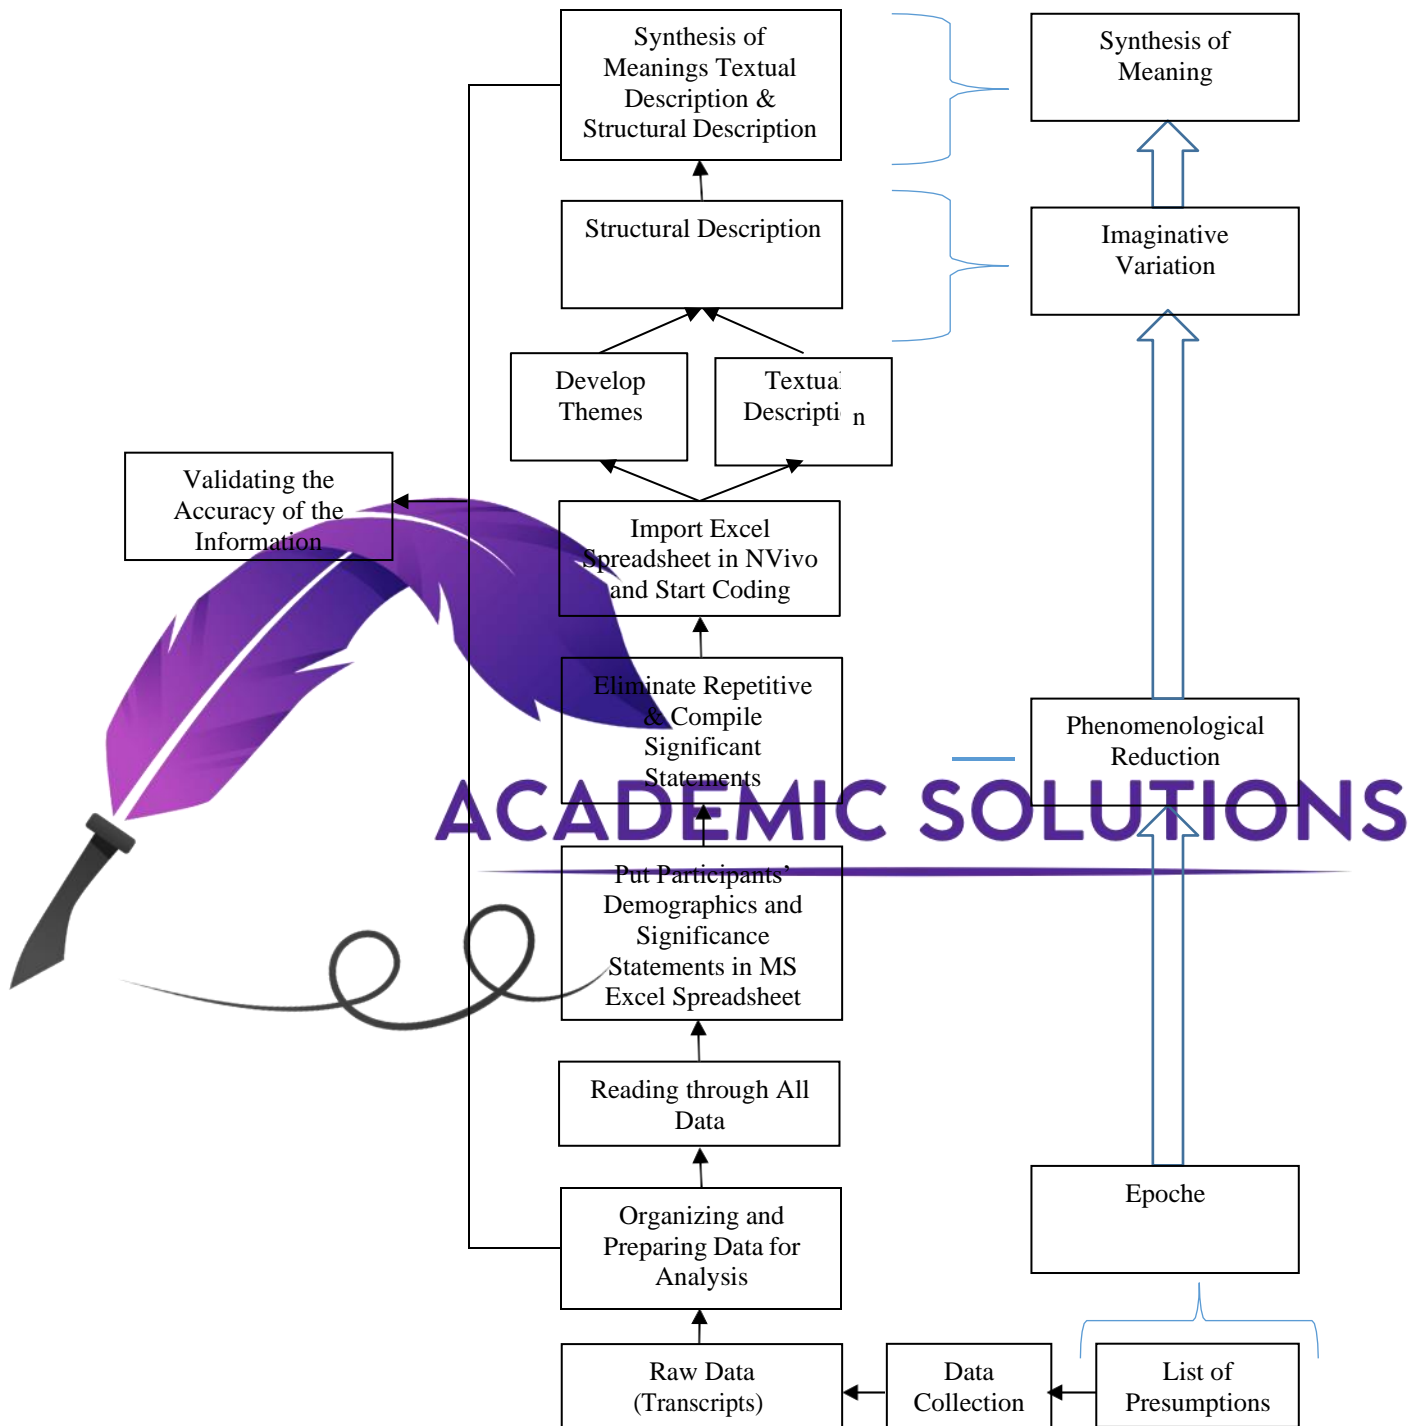 Synthesis of
Meanings Textual
Description &
Structural Description
Synthesis of
Meaning
Structural Description
Imaginative
Variation
Develop
Themes
Textual
Description
Validating the
Accuracy of the
Information
Import Excel
Spreadsheet in NVivo
and Start Coding
Eliminate Repetitive
& Compile
Significant
Statements
Phenomenological
Reduction
ACADEMIC SOLUTIONS
Put Participants’
Demographics and
Significance
Statements in MS
Excel Spreadsheet
Reading through All
Data
Epoche
Organizing and
Preparing Data for
Analysis
Raw Data
(Transcripts)
Data
Collection
List of
Presumptions